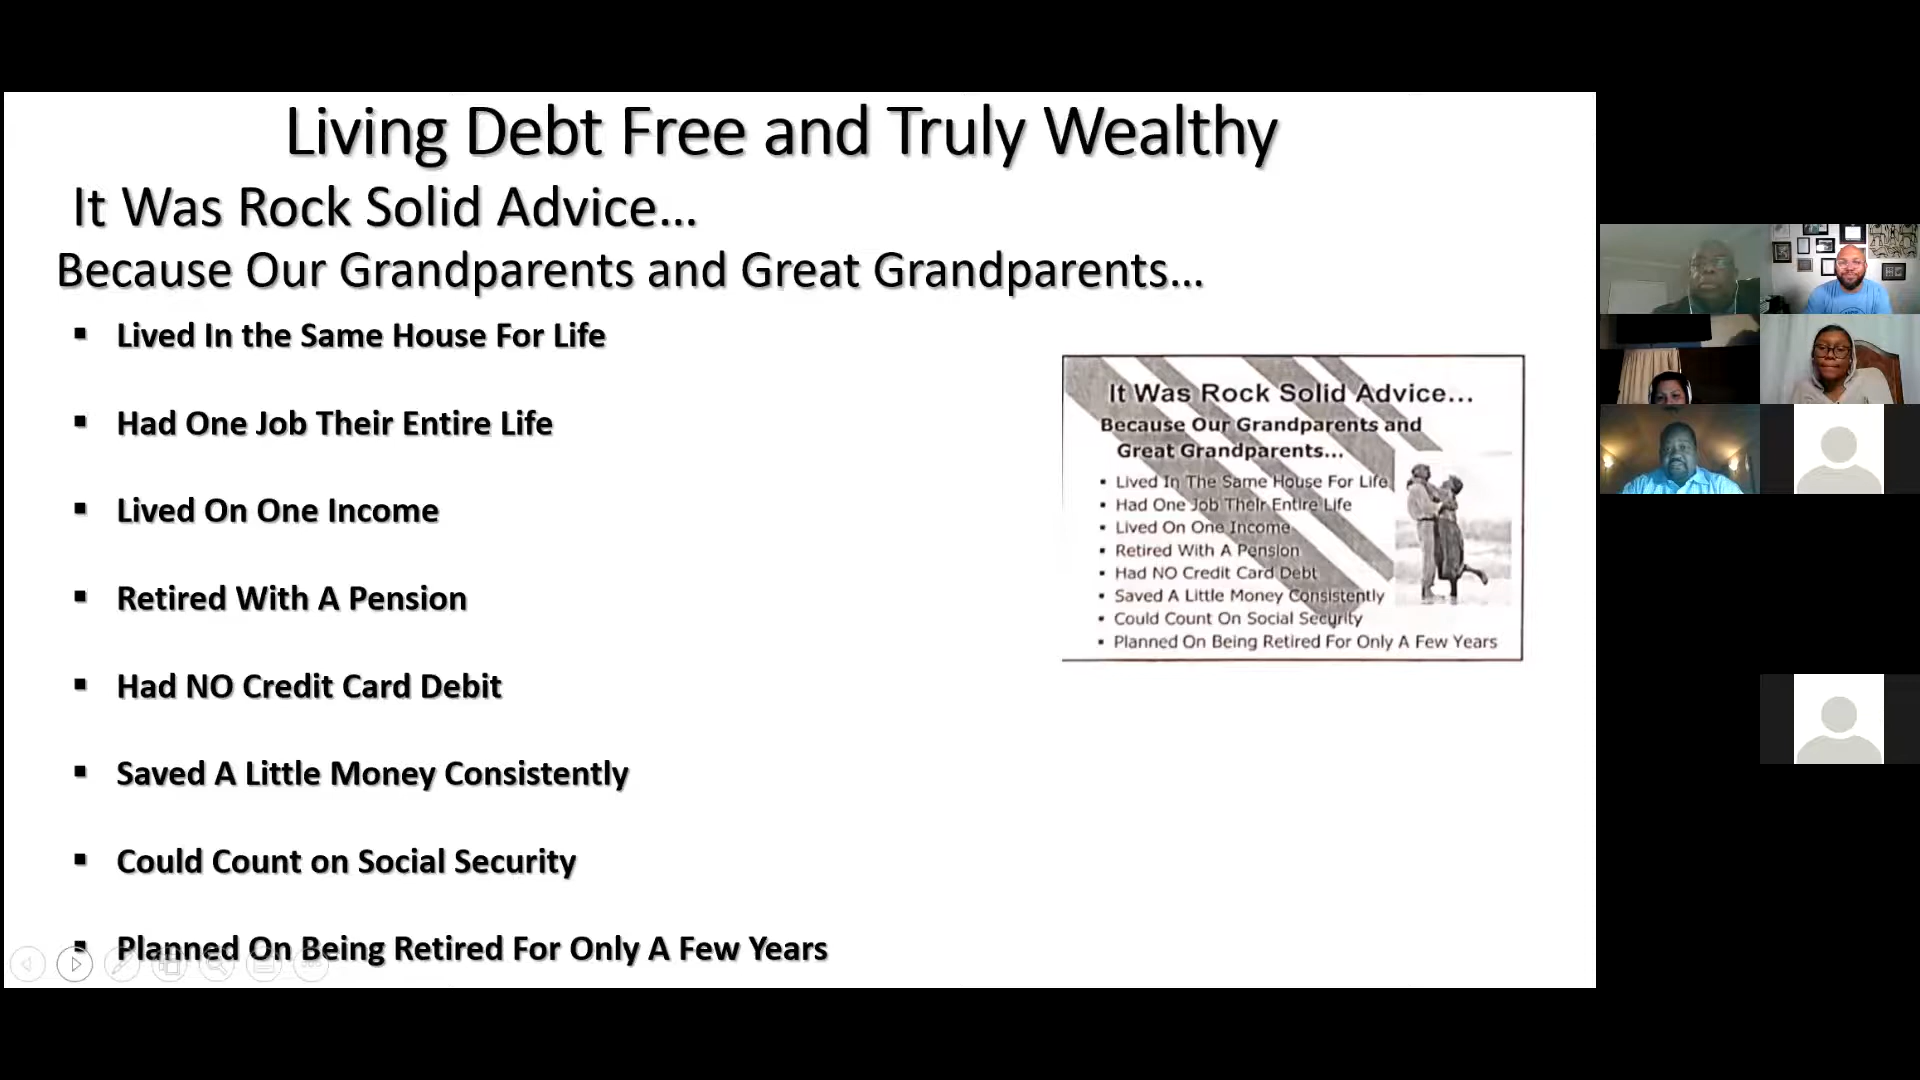 Living Debt Free and Truly Wealthy
It Was Rock Solid Advice...
Because Our Grandparents and Great Grandparents...
▪ Lived In the Same House For Life
▪ Had One Job Their Entire Life
▪ Lived On One Income
▪ Retired With A Pension
▪ Had NO Credit Card Debit
▪ Saved A Little Money Consistently
▪ Could Count on Social Security
▪ Planned On Being Retired For Only A Few Years
It Was Rock Solid Advice...
Because Our Grandparents and
Great Grandparents...
▪ Lived In The Same House For Life
▪ Had One Job Their Entire Life
▪ Lived On One Income
▪ Retired With A Pension
▪ Had NO Credit Card Debt
▪ Saved A Little Money Consistently
▪ Could Count On Social Security
▪ Planned On Being Retired For Only A Few Years